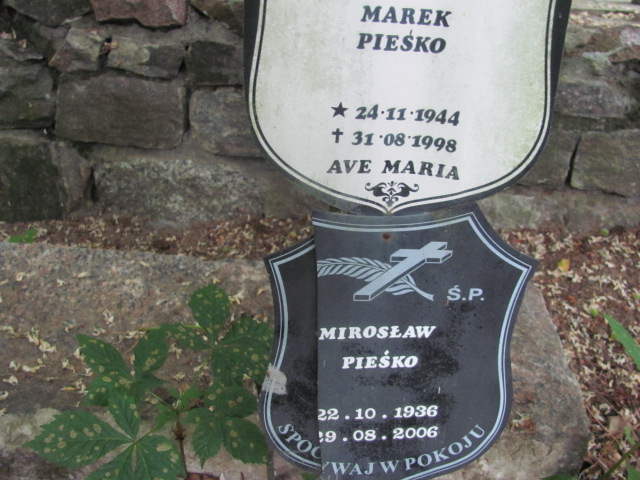 MAREK
PIEŚKO
★ 24·11·1944
✝ 31·08·1998
AVE MARIA
Ś.P.
MIROSŁAW
PIEŚKO
22.10.1936
29.08.2006
SPOCZYWAJ W POKOJU